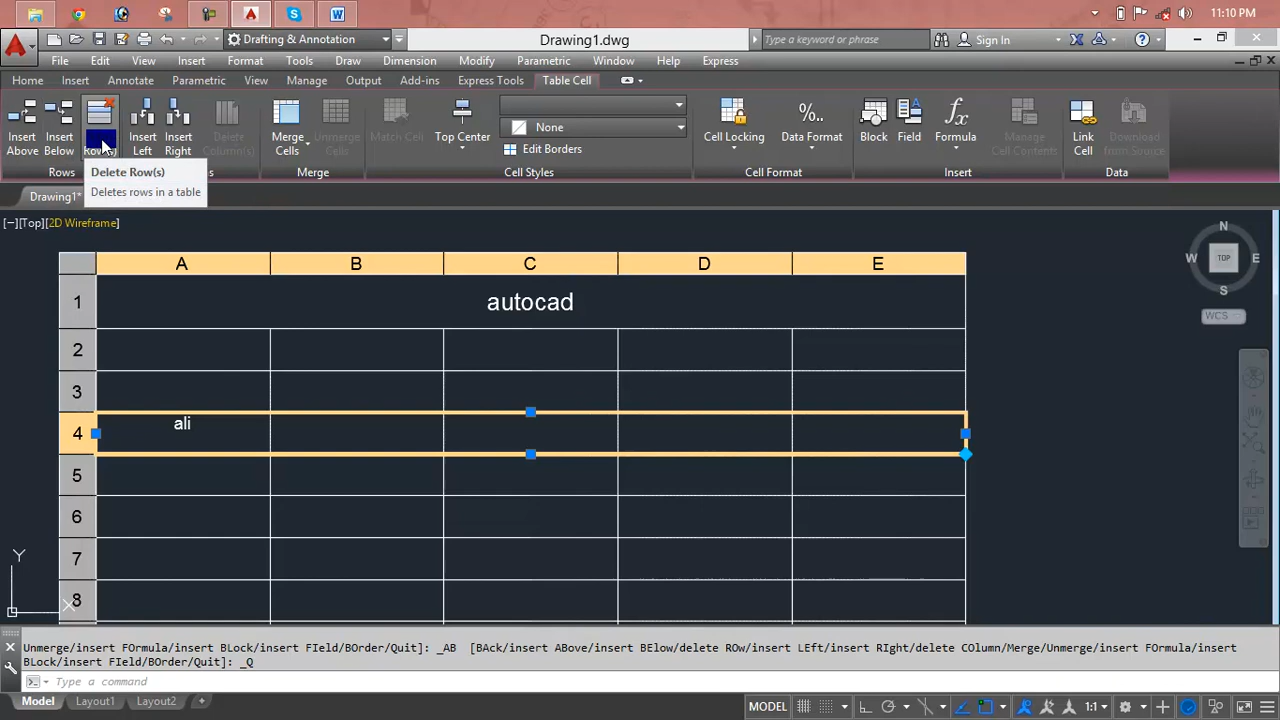 11:10 PM
Drafting & Annotation
Drawing1.dwg
Type a keyword or phrase
Sign In
File Edit View Insert Format Tools Draw Dimension Modify Parametric Window Help Express
Home Insert Annotate Parametric View Manage Output Add-ins Express Tools Table Cell
Insert Above
Insert Below
Row(s)
Insert Left
Insert Right
Delete Column(s)
Merge Cells
Unmerge Cells
Match Cell
Top Center
None
Edit Borders
Cell Locking
%..
Data Format
Block
Field
fx
Formula
Manage Cell Contents
Link Cell
Download from Source
Rows
Merge
Cell Styles
Cell Format
Insert
Data
Delete Row(s)
Deletes rows in a table
Drawing1*
[−][Top][2D Wireframe]
N
W TOP E
S
WCS
A B C D E
1 autocad
2
3
4 ali
5
6
7
8
Y
X
Unmerge/insert FOrmula/insert BLock/insert FIeld/BOrder/Quit]: _AB [BAck/insert ABove/insert BElow/delete ROw/insert LEft/insert RIght/delete COlumn/Merge/Unmerge/insert FOrmula/insert
BLock/insert FIeld/BOrder/Quit]: _Q
Type a command
Model Layout1 Layout2 +
MODEL
1:1